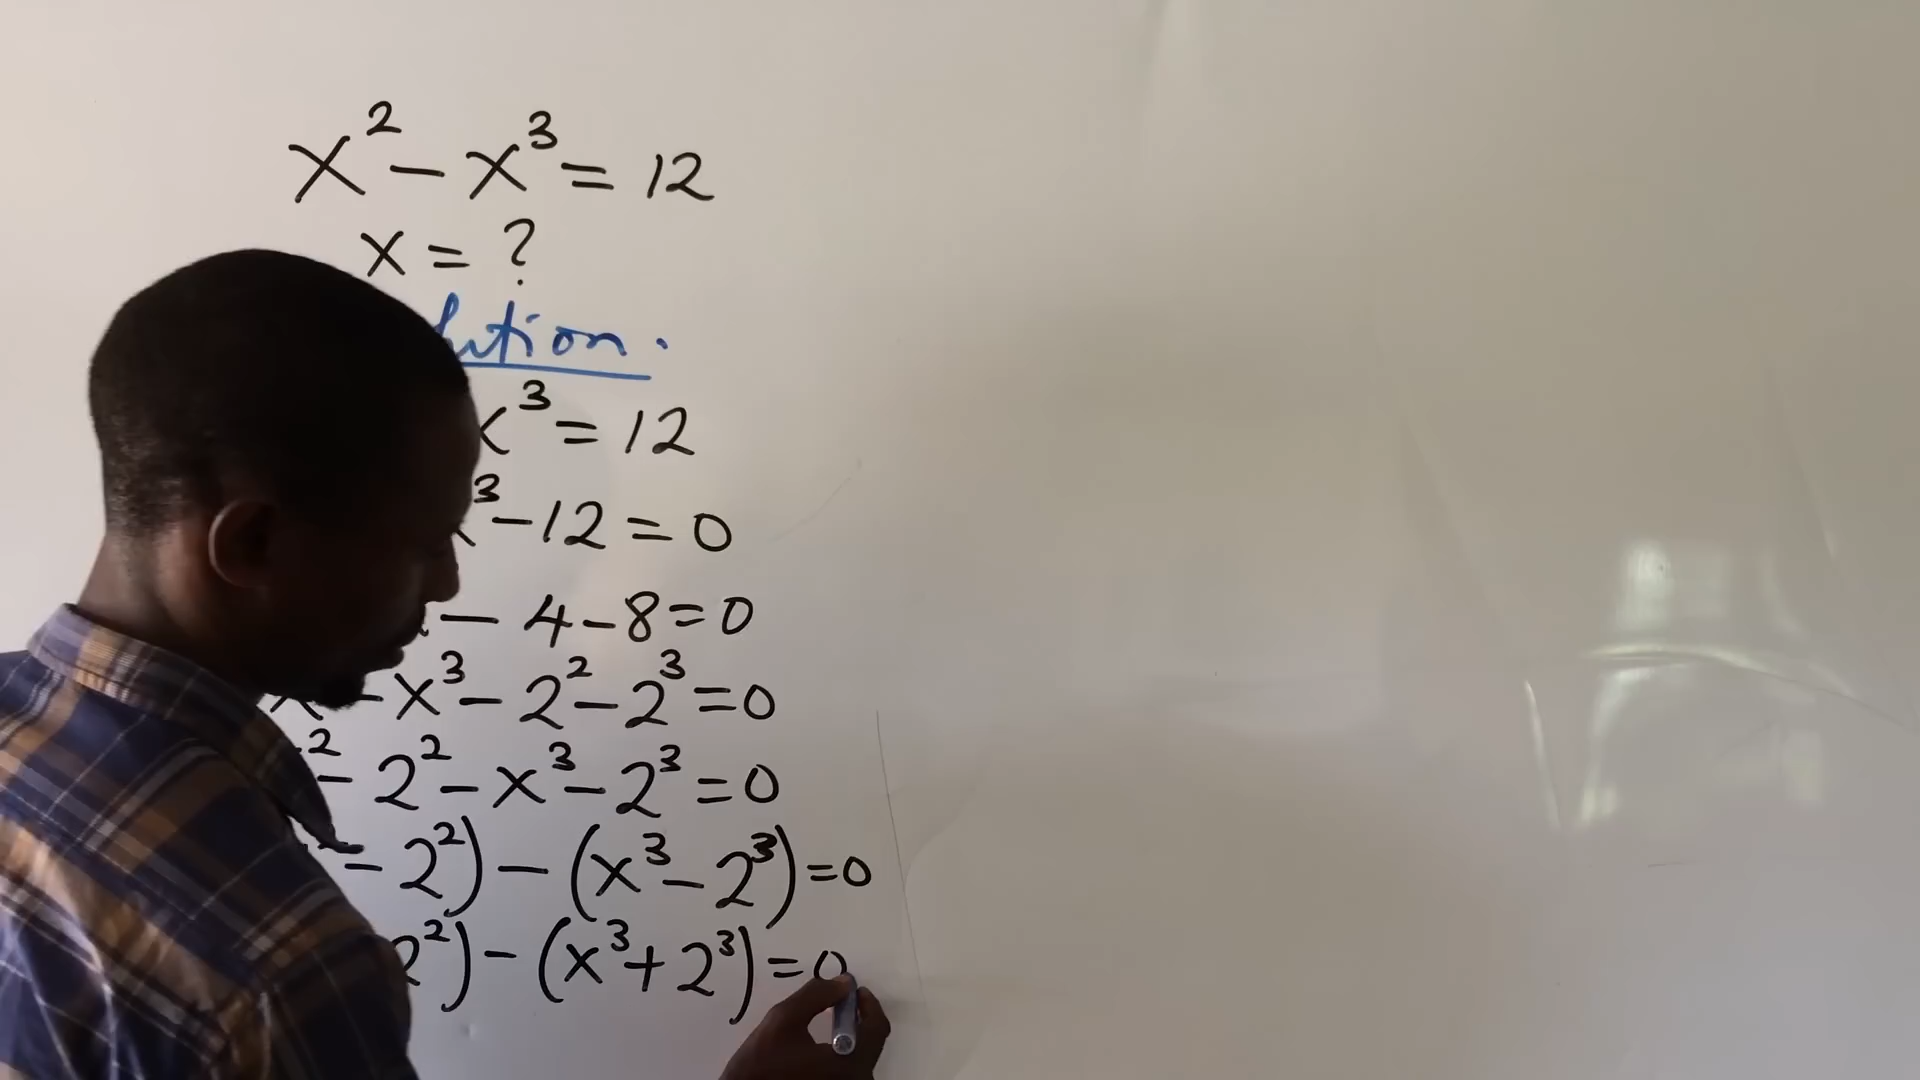 x² - x³ = 12
x = ?
lution.
x³ = 12
³ - 12 = 0
- 4 - 8 = 0
x - x³ - 2² - 2³ = 0
² - 2² - x³ - 2³ = 0
- 2²) - (x³ - 2³) = 0
2²) - (x³ + 2³) = 0